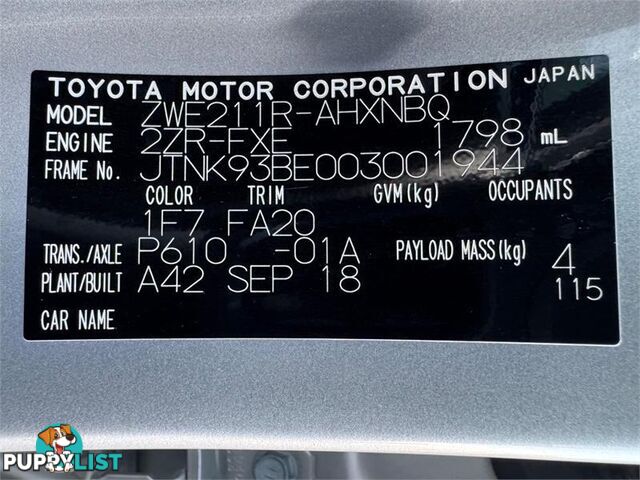 TOYOTA MOTOR CORPORATION JAPAN
MODEL ZWE211R-AHXNBQ
ENGINE 2ZR-FXE 1798 mL
FRAME No. JTNK93BE003001944
COLOR TRIM GVM(kg) OCCUPANTS
1F7 FA20
TRANS./AXLE P610 -01A PAYLOAD MASS(kg) 4
PLANT/BUILT A42 SEP 18 115
CAR NAME
PUPPYLIST